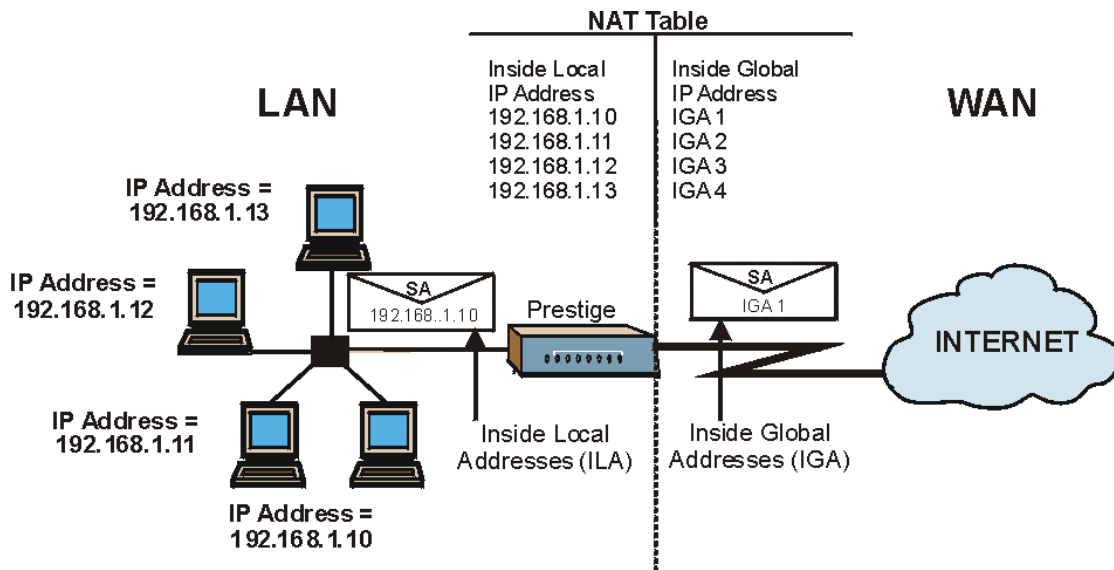 NAT Table
LAN
WAN
Inside Local
IP Address
192.168.1.10
192.168.1.11
192.168.1.12
192.168.1.13
Inside Global
IP Address
IGA 1
IGA 2
IGA 3
IGA 4
IP Address =
192.168.1.13
IP Address =
192.168.1.12
IP Address =
192.168.1.11
IP Address =
192.168.1.10
SA
192.168..1.10
Prestige
SA
IGA 1
INTERNET
Inside Local
Addresses (ILA)
Inside Global
Addresses (IGA)